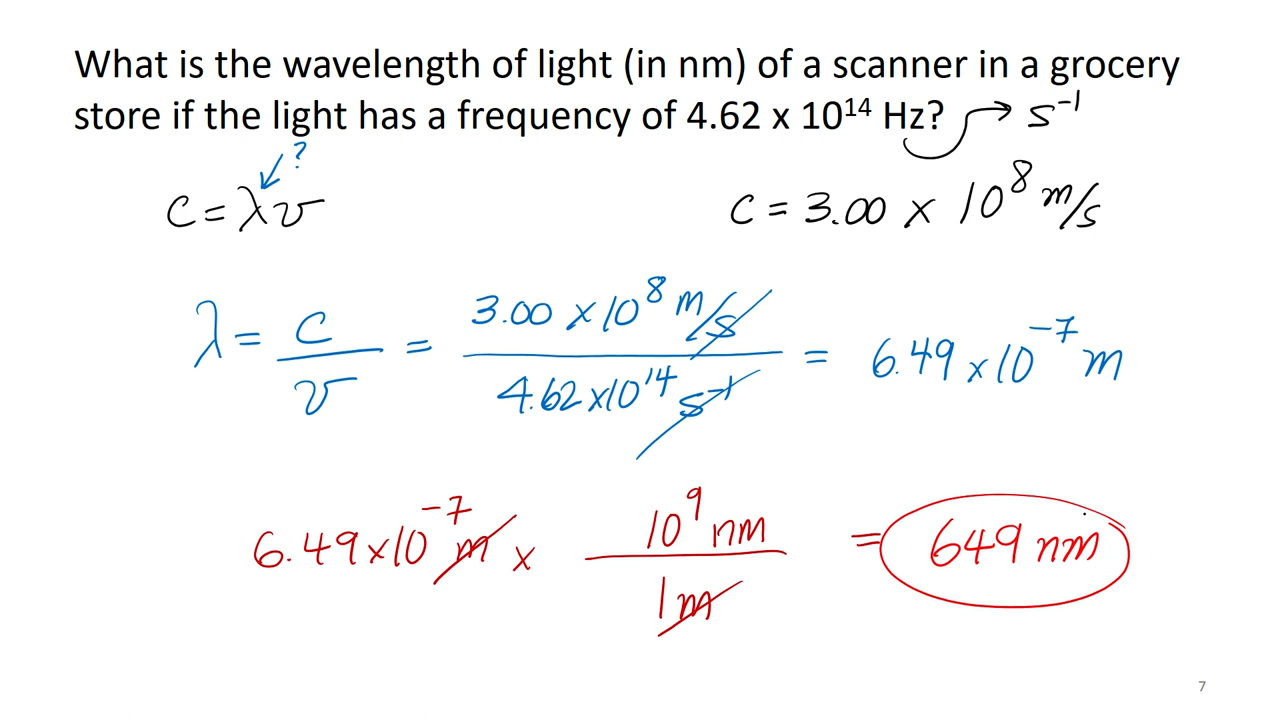 What is the wavelength of light (in nm) of a scanner in a grocery
store if the light has a frequency of 4.62 x 10¹⁴ Hz? → s⁻¹
?
c = λν
c = 3.00 × 10⁸ m/s
λ = c/ν = 3.00 × 10⁸ m/s / 4.62 × 10¹⁴ s⁻¹ = 6.49 × 10⁻⁷ m
6.49 × 10⁻⁷ m × 10⁹ nm / 1 m = 649 nm
7